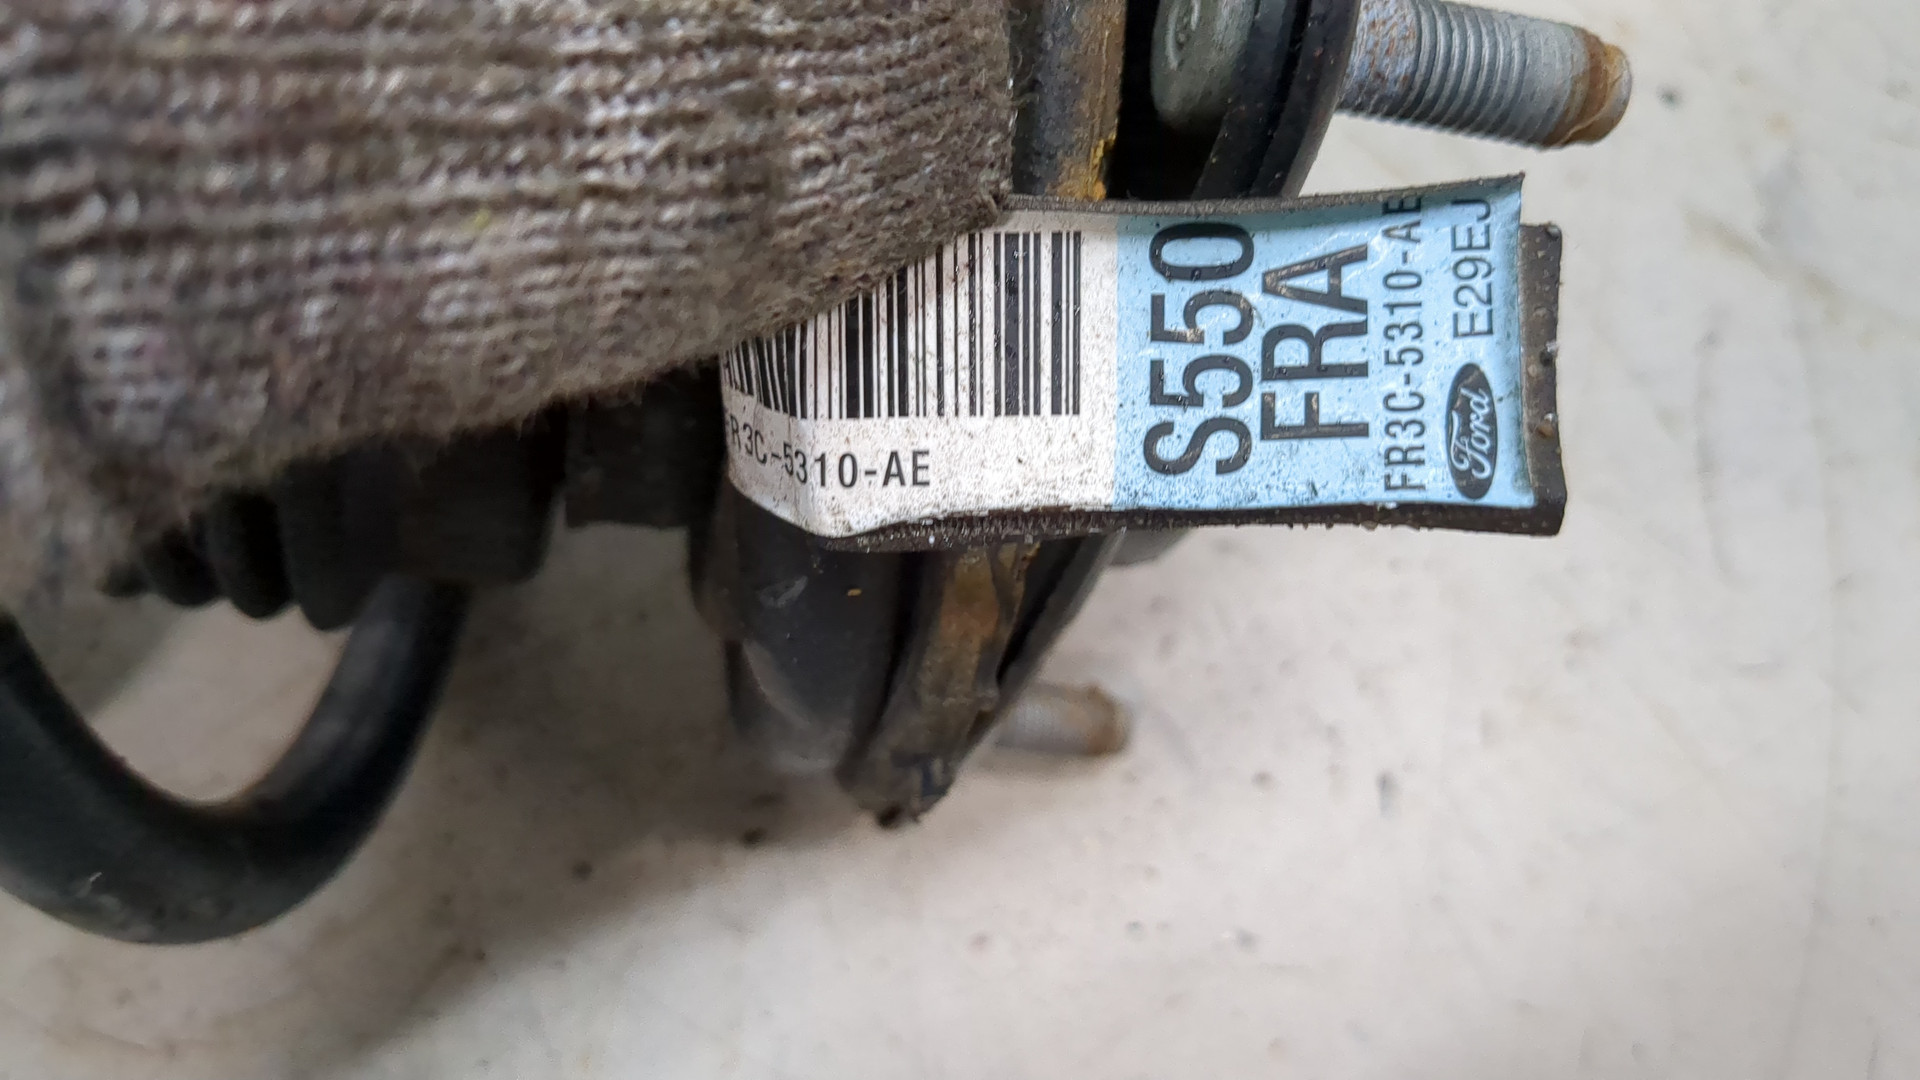 FR3C-5310-AE
S550
FRA
FR3C-5310-AE
Ford E29EJ